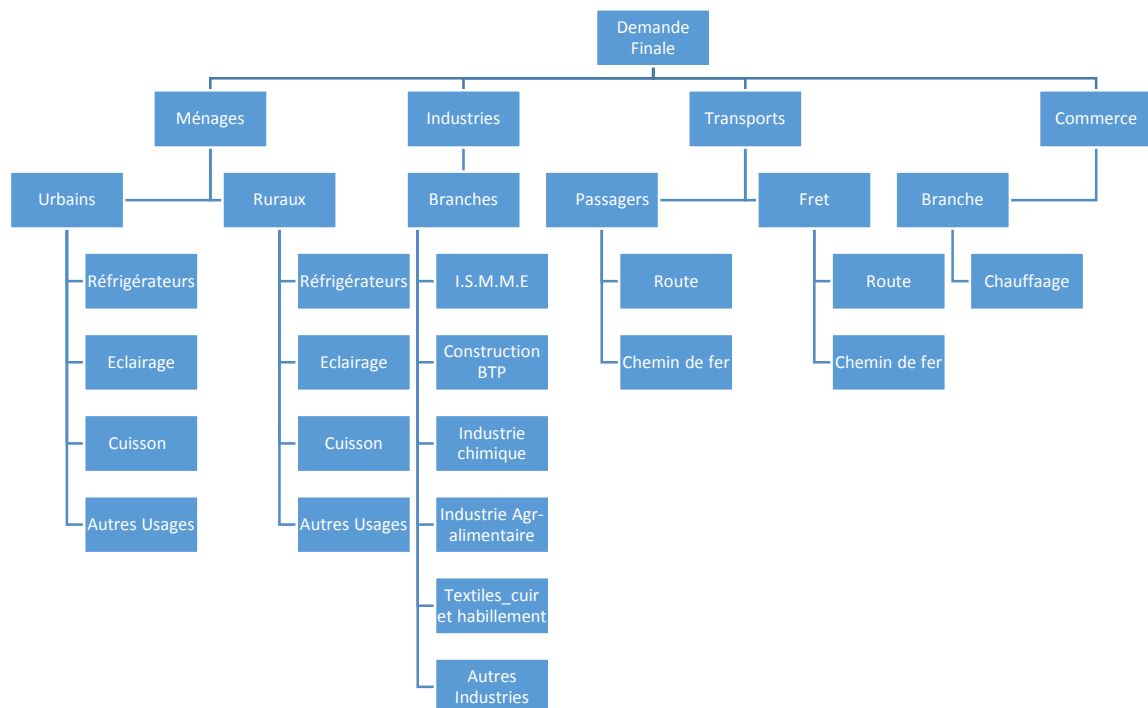 Demande
Finale
Ménages
Industries
Transports
Commerce
Urbains
Ruraux
Branches
Passagers
Fret
Branche
Réfrigérateurs
Réfrigérateurs
I.S.M.M.E
Route
Route
Chauffaage
Eclairage
Eclairage
Construction
BTP
Chemin de fer
Chemin de fer
Cuisson
Cuisson
Industrie
chimique
Autres Usages
Autres Usages
Industrie Agr-
alimentaire
Textiles_cuir
et habillement
Autres
Industries